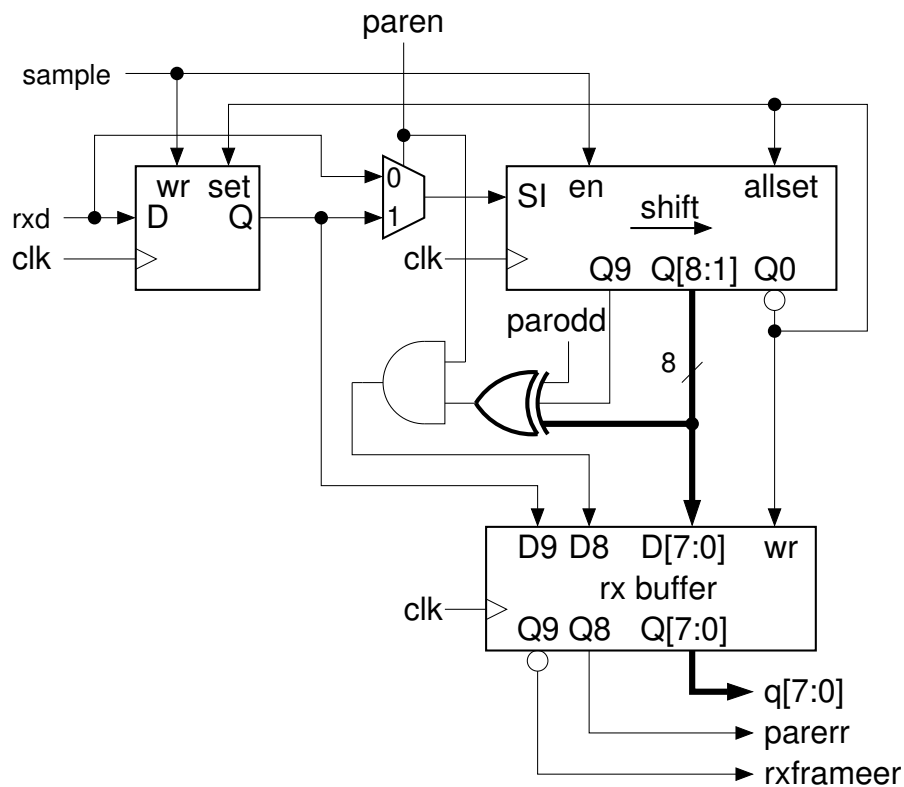 paren
sample
wr set
rxd D Q
clk
0
1
SI en allset
shift
clk Q9 Q[8:1] Q0
parodd
8
D9 D8 D[7:0] wr
rx buffer
clk
Q9 Q8 Q[7:0]
q[7:0]
parerr
rxframeer